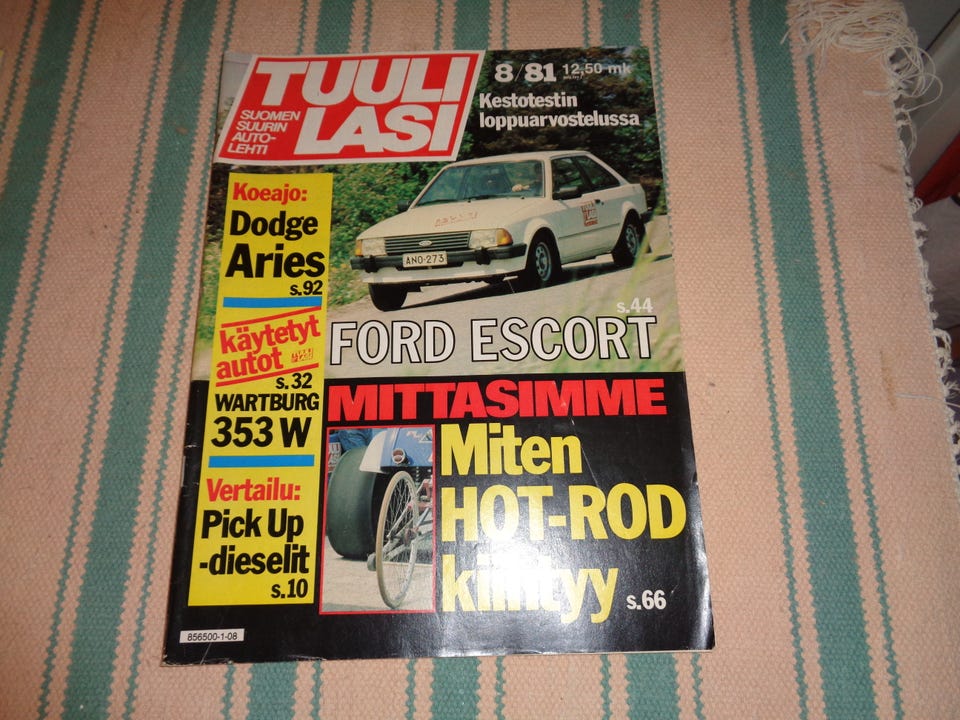 TUULI
LASI
SUOMEN
SUURIN
AUTO-
LEHTI
8/81 12,50 mk
Kestotestin
loppuarvostelussa
Koeajo:
Dodge
Aries
s.92
käytetyt
autot
s.32
WARTBURG
353 W
Vertailu:
Pick Up
-dieselit
s.10
ANO-273
s.44
FORD ESCORT
MITTASIMME
Miten
HOT-ROD
kiihtyy s.66
856500-1-08